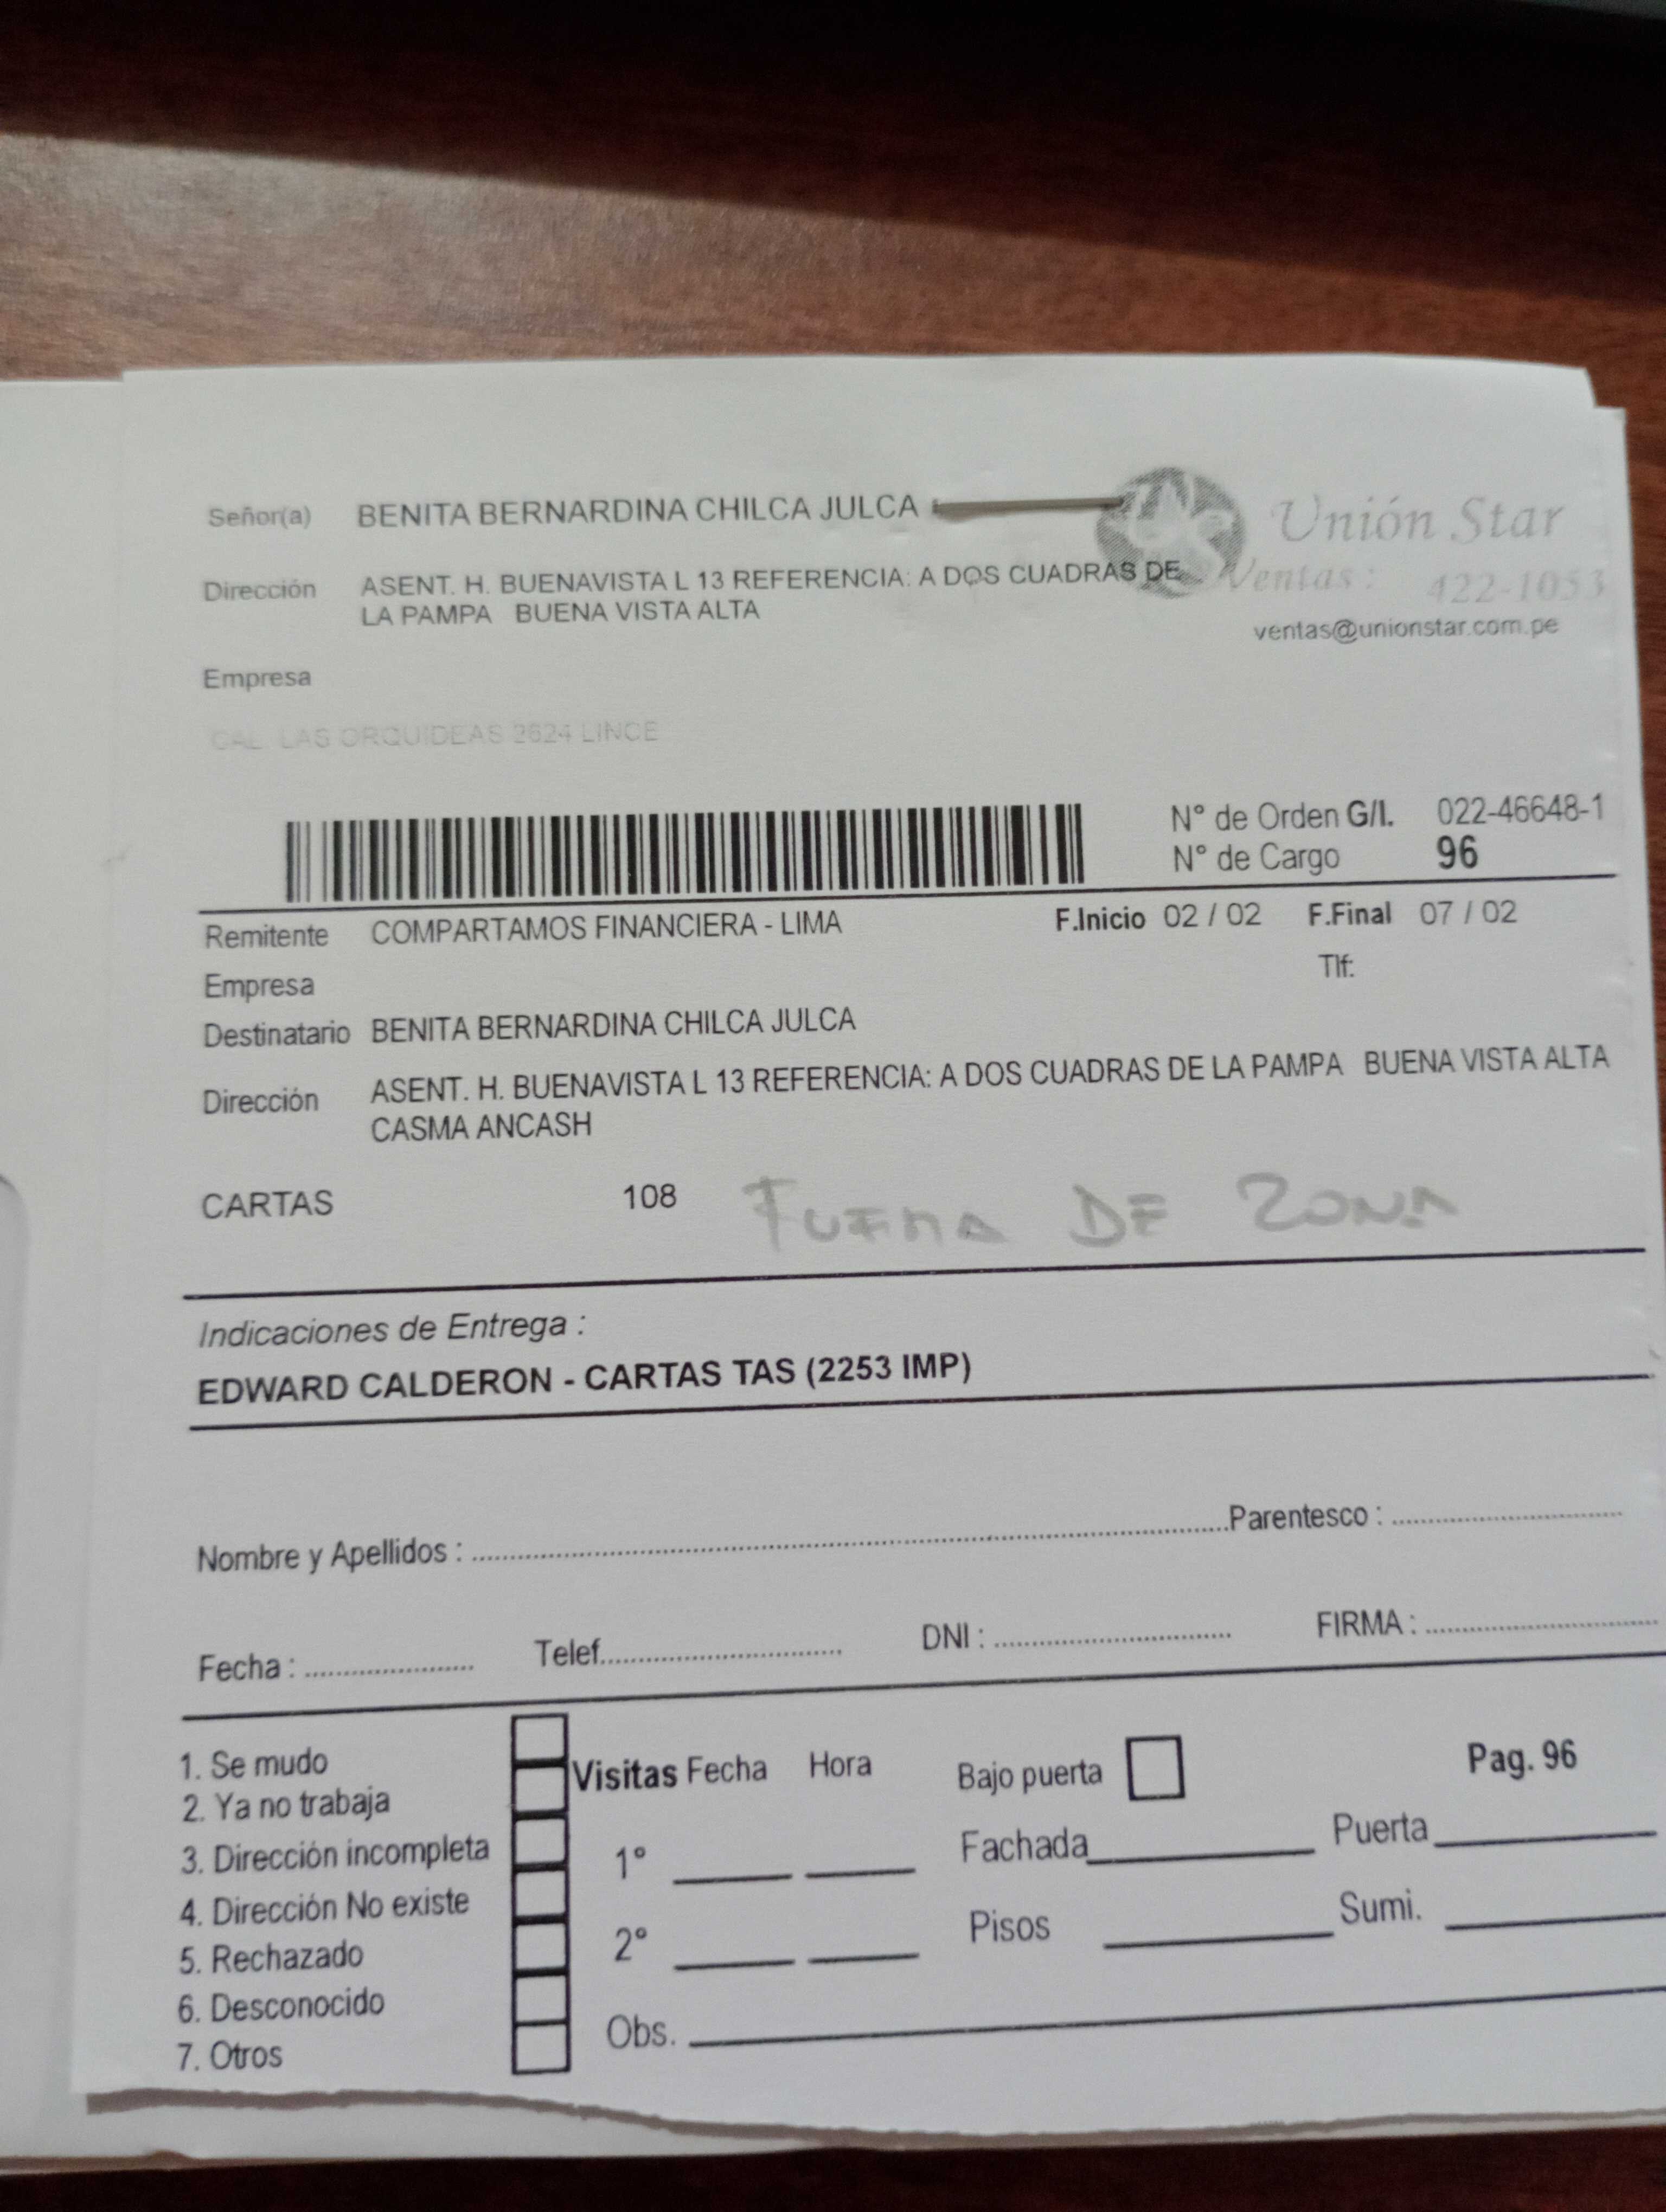 Señor(a) BENITA BERNARDINA CHILCA JULCA
Unión Star
Dirección ASENT. H. BUENAVISTA L 13 REFERENCIA: A DOS CUADRAS DE
LA PAMPA BUENA VISTA ALTA
Ventas: 422-1053
ventas@unionstar.com.pe
Empresa
CAL. LAS ORQUIDEAS 2624 LINCE
N° de Orden G/I. 022-46648-1
N° de Cargo 96
Remitente COMPARTAMOS FINANCIERA - LIMA F.Inicio 02 / 02 F.Final 07 / 02
Empresa Tlf:
Destinatario BENITA BERNARDINA CHILCA JULCA
Dirección ASENT. H. BUENAVISTA L 13 REFERENCIA: A DOS CUADRAS DE LA PAMPA BUENA VISTA ALTA
CASMA ANCASH
CARTAS 108 FUERA DE ZONA
Indicaciones de Entrega :
EDWARD CALDERON - CARTAS TAS (2253 IMP)
Nombre y Apellidos : Parentesco :
Fecha : Telef. DNI : FIRMA :
1. Se mudo
2. Ya no trabaja
3. Dirección incompleta
4. Dirección No existe
5. Rechazado
6. Desconocido
7. Otros
Visitas Fecha Hora
1°
2°
Obs.
Bajo puerta
Pag. 96
Fachada Puerta
Pisos Sumi.